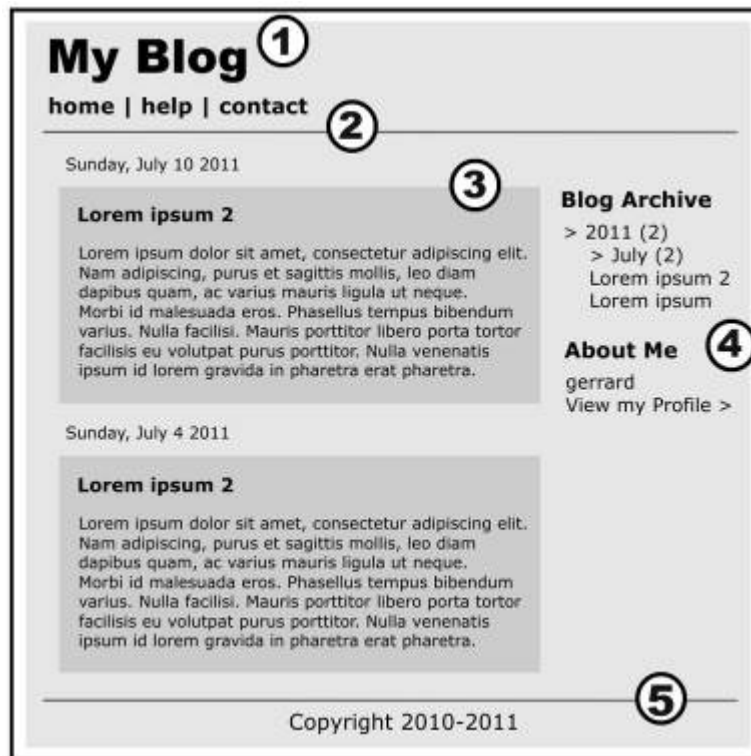 My Blog 1
home | help | contact
2
Sunday, July 10 2011
3
Lorem ipsum 2
Lorem ipsum dolor sit amet, consectetur adipiscing elit.
Nam adipiscing, purus et sagittis mollis, leo diam
dapibus quam, ac varius mauris ligula ut neque.
Morbi id malesuada eros. Phasellus tempus bibendum
varius. Nulla facilisi. Mauris porttitor libero porta tortor
facilisis eu volutpat purus porttitor. Nulla venenatis
ipsum id lorem gravida in pharetra erat pharetra.
Sunday, July 4 2011
Lorem ipsum 2
Lorem ipsum dolor sit amet, consectetur adipiscing elit.
Nam adipiscing, purus et sagittis mollis, leo diam
dapibus quam, ac varius mauris ligula ut neque.
Morbi id malesuada eros. Phasellus tempus bibendum
varius. Nulla facilisi. Mauris porttitor libero porta tortor
facilisis eu volutpat purus porttitor. Nulla venenatis
ipsum id lorem gravida in pharetra erat pharetra.
Blog Archive
> 2011 (2)
> July (2)
Lorem ipsum 2
Lorem ipsum
About Me 4
gerrard
View my Profile >
5
Copyright 2010-2011